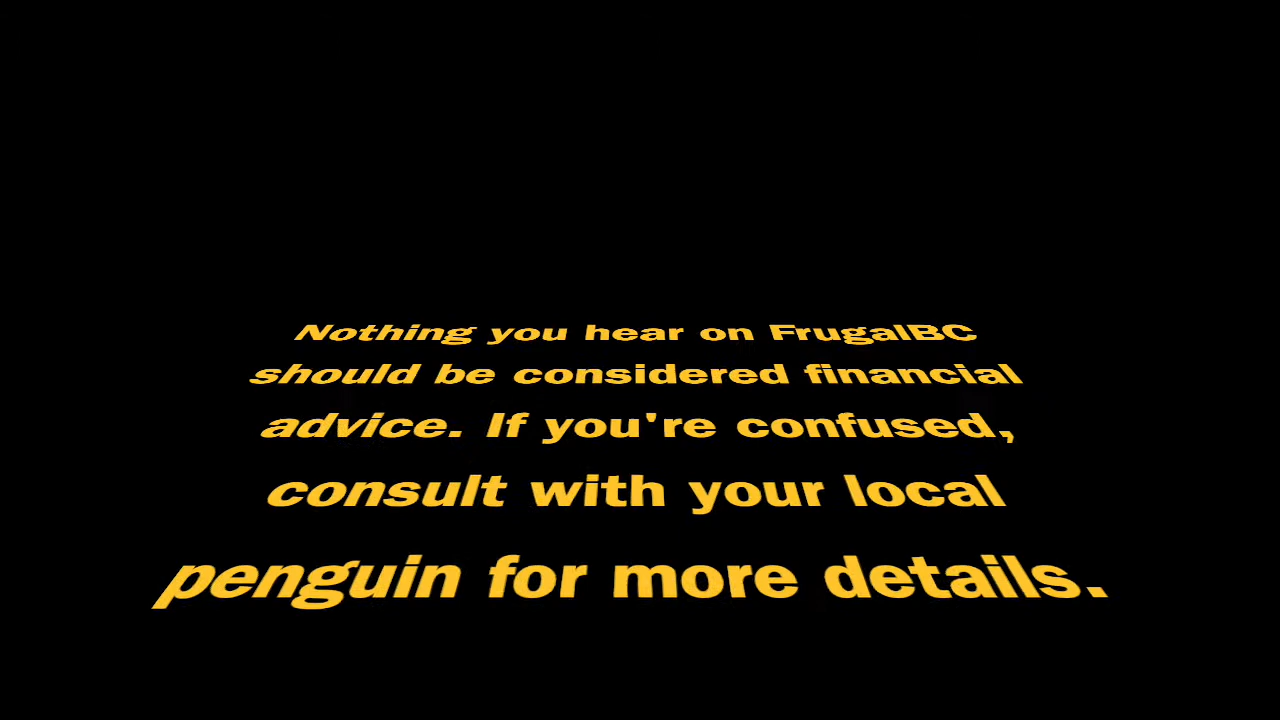 Nothing you hear on FrugalBC
should be considered financial
advice. If you're confused,
consult with your local
penguin for more details.